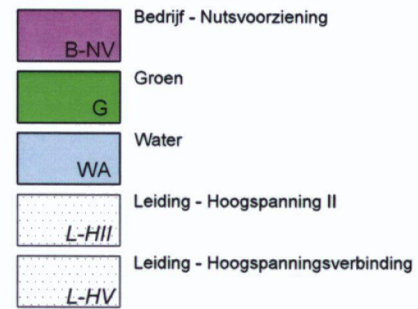 Bedrijf - Nutsvoorziening
B-NV
Groen
G
Water
WA
Leiding - Hoogspanning II
L-HII
Leiding - Hoogspanningsverbinding
L-HV